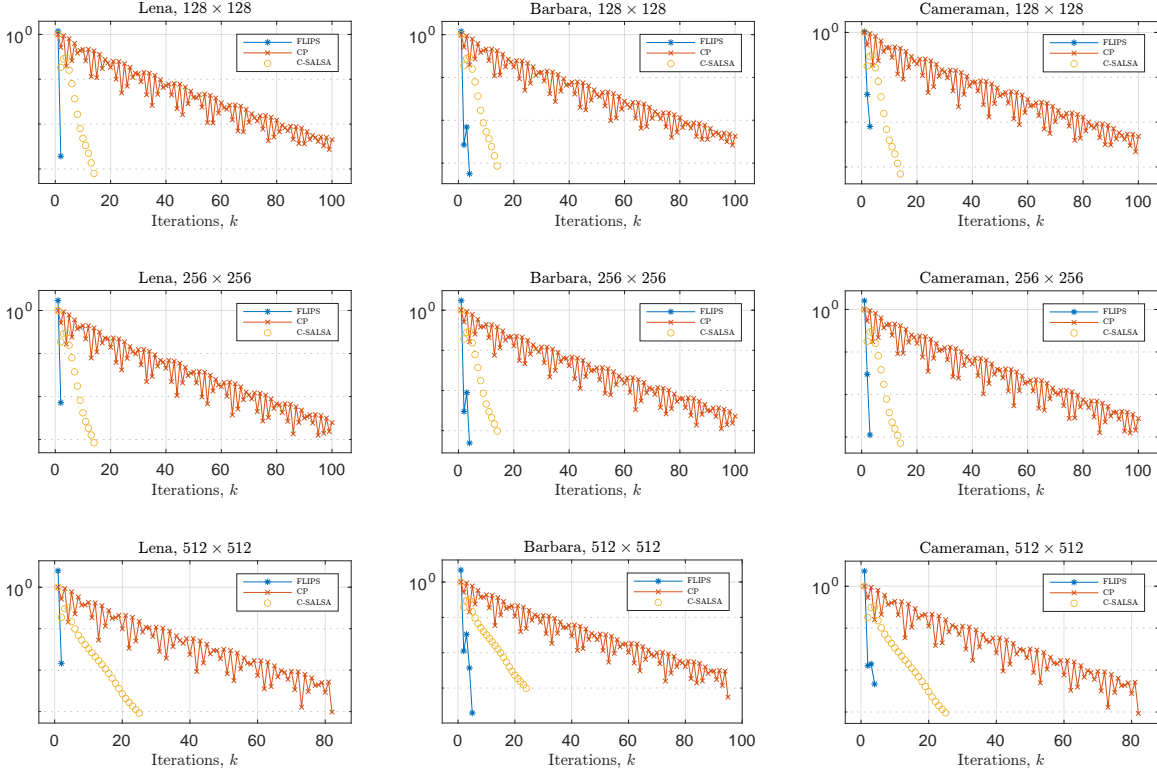 Lena, 128 × 128
Barbara, 128 × 128
Cameraman, 128 × 128
10^0
FLIPS
CP
C-SALSA
10^0
FLIPS
CP
C-SALSA
10^0
FLIPS
CP
C-SALSA
0 20 40 60 80 100
0 20 40 60 80 100
0 20 40 60 80 100
Iterations, k
Iterations, k
Iterations, k
Lena, 256 × 256
Barbara, 256 × 256
Cameraman, 256 × 256
10^0
FLIPS
CP
C-SALSA
10^0
FLIPS
CP
C-SALSA
10^0
FLIPS
CP
C-SALSA
0 20 40 60 80 100
0 20 40 60 80 100
0 20 40 60 80 100
Iterations, k
Iterations, k
Iterations, k
Lena, 512 × 512
Barbara, 512 × 512
Cameraman, 512 × 512
10^0
FLIPS
CP
C-SALSA
10^0
FLIPS
CP
C-SALSA
10^0
FLIPS
CP
C-SALSA
0 20 40 60 80
0 20 40 60 80 100
0 20 40 60 80
Iterations, k
Iterations, k
Iterations, k